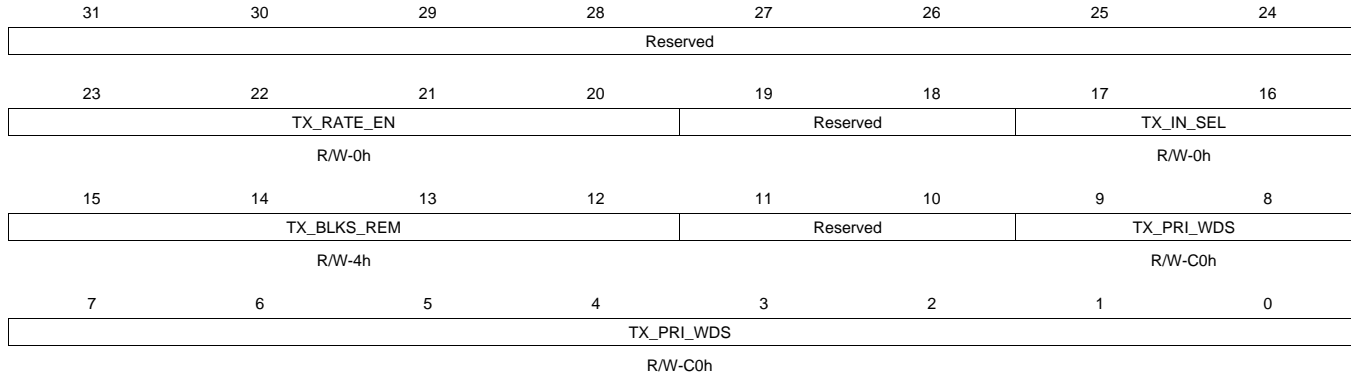 31 30 29 28 27 26 25 24
Reserved
23 22 21 20 19 18 17 16
TX_RATE_EN Reserved TX_IN_SEL
R/W-0h R/W-0h
15 14 13 12 11 10 9 8
TX_BLKS_REM Reserved TX_PRI_WDS
R/W-4h R/W-C0h
7 6 5 4 3 2 1 0
TX_PRI_WDS
R/W-C0h